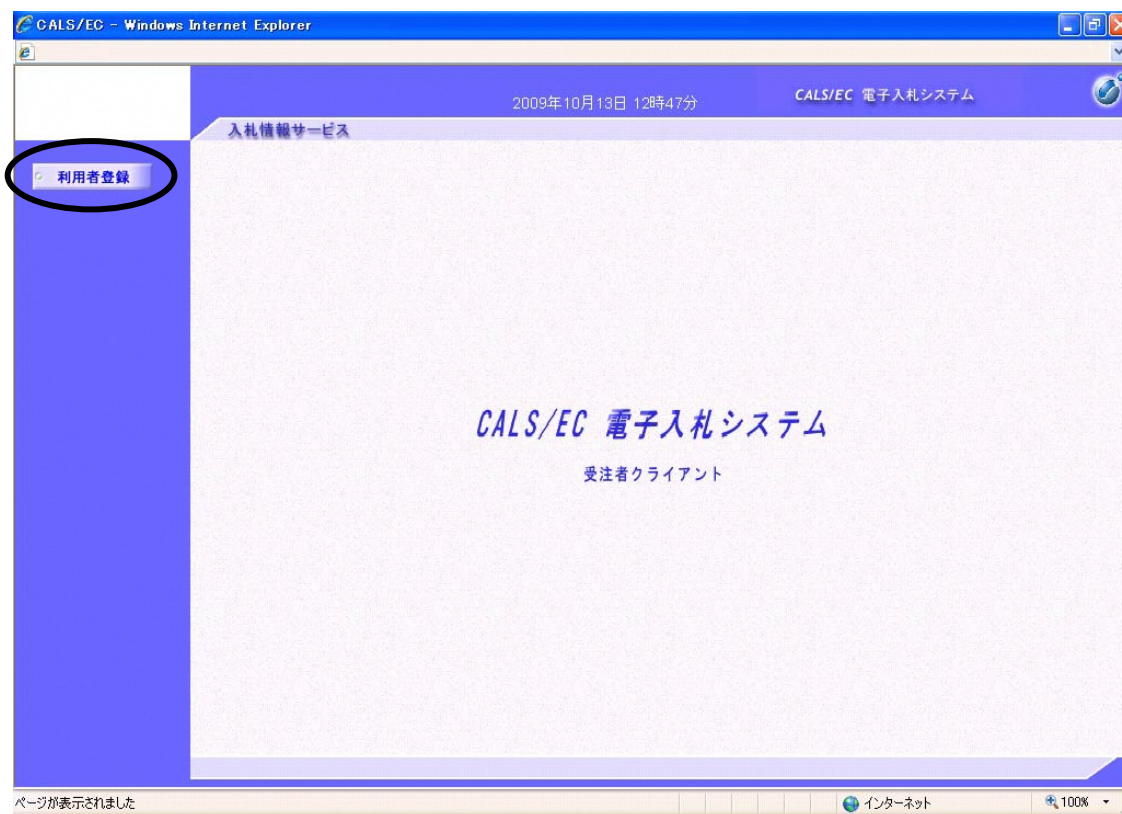 CALS/EC - Windows Internet Explorer
2009年10月13日 12時47分
CALS/EC 電子入札システム
入札情報サービス
利用者登録
CALS/EC 電子入札システム
受注者クライアント
ページが表示されました
インターネット
100%